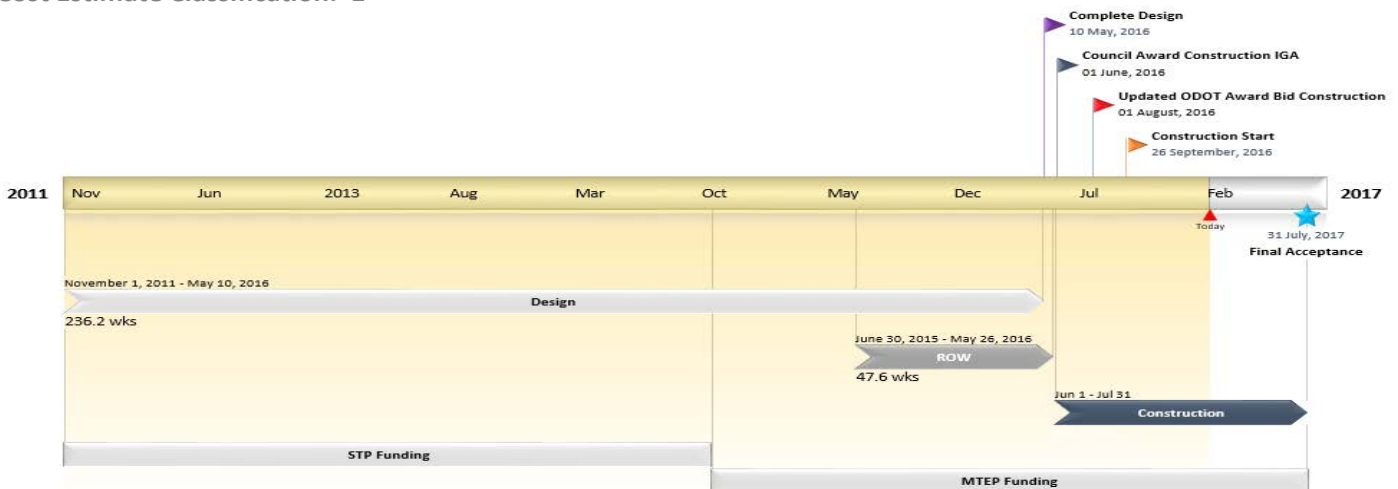 Complete Design
10 May, 2016
Council Award Construction IGA
01 June, 2016
Updated ODOT Award Bid Construction
01 August, 2016
Construction Start
26 September, 2016
2011 Nov Jun 2013 Aug Mar Oct May Dec Jul Feb 2017
Today
31 July, 2017
Final Acceptance
November 1, 2011 - May 10, 2016
Design
236.2 wks
June 30, 2015 - May 26, 2016
ROW
47.6 wks
Jun 1 - Jul 31
Construction
STP Funding
MTEP Funding